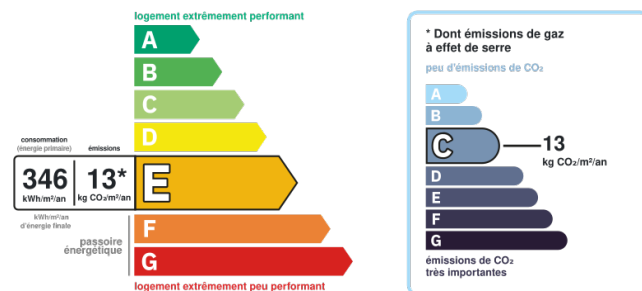 logement extrêmement performant
A
B
C
D
consommation
(énergie primaire)
émissions
346
13*
kWh/m²/an
kg CO₂/m²/an
E
kWh/m²/an
d'énergie finale
passoire
énergétique
F
G
logement extrêmement peu performant
* Dont émissions de gaz
à effet de serre
peu d'émissions de CO₂
A
B
C
13
kg CO₂/m²/an
D
E
F
G
émissions de CO₂
très importantes